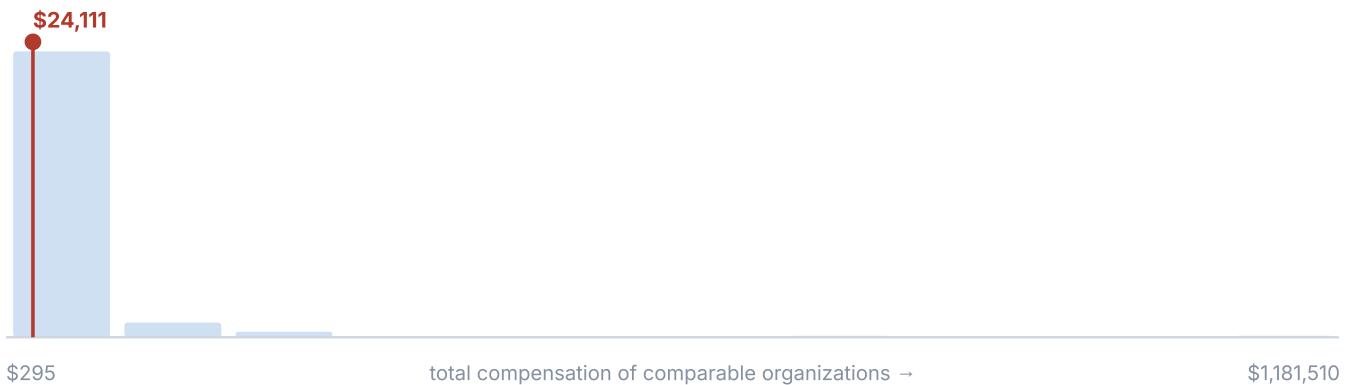 $24,111
$295
total compensation of comparable organizations →
$1,181,510